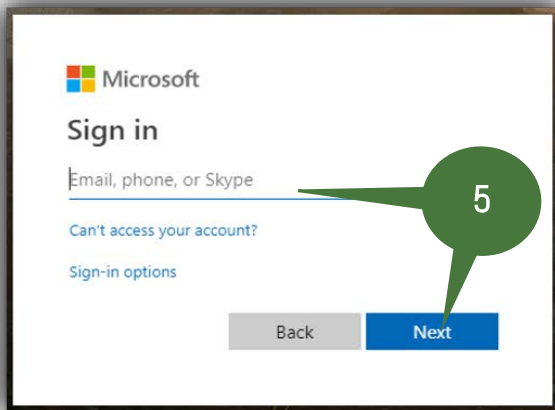 Microsoft
Sign in
Email, phone, or Skype
5
Can't access your account?
Sign-in options
Back
Next